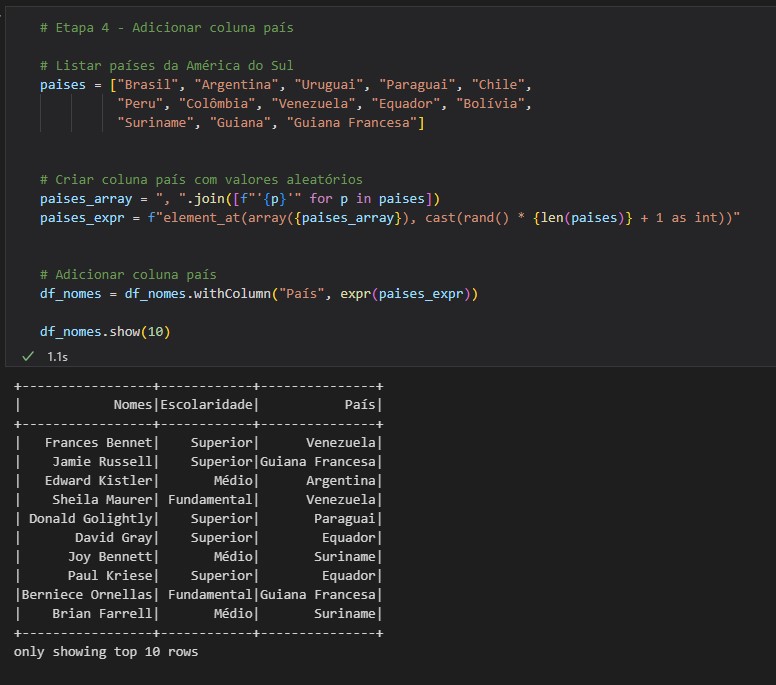 # Etapa 4 - Adicionar coluna país
# Listar países da América do Sul
paises = ["Brasil", "Argentina", "Uruguai", "Paraguai", "Chile",
"Peru", "Colômbia", "Venezuela", "Equador", "Bolívia",
"Suriname", "Guiana", "Guiana Francesa"]
# Criar coluna país com valores aleatórios
paises_array = ", ".join([f"'{p}'" for p in paises])
paises_expr = f"element_at(array({paises_array}), cast(rand() * {len(paises)} + 1 as int))"
# Adicionar coluna país
df_nomes = df_nomes.withColumn("País", expr(paises_expr))
df_nomes.show(10)
✓ 1.1s
+-----------------+------------+---------------+
|            Nomes|Escolaridade|           País|
+-----------------+------------+---------------+
|   Frances Bennet|    Superior|      Venezuela|
|    Jamie Russell|    Superior|Guiana Francesa|
|   Edward Kistler|       Médio|      Argentina|
|    Sheila Maurer| Fundamental|      Venezuela|
| Donald Golightly|    Superior|       Paraguai|
|       David Gray|    Superior|        Equador|
|      Joy Bennett|       Médio|       Suriname|
|      Paul Kriese|    Superior|        Equador|
|Berniece Ornellas| Fundamental|Guiana Francesa|
|    Brian Farrell|       Médio|       Suriname|
+-----------------+------------+---------------+
only showing top 10 rows